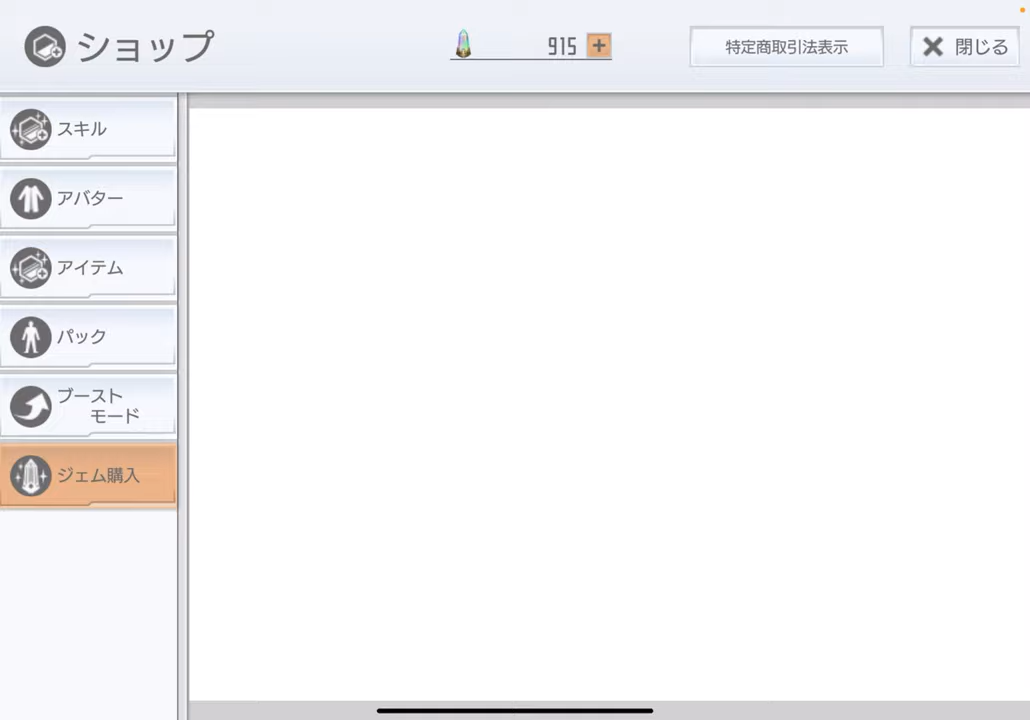 ショップ
915
特定商取引法表示
閉じる
スキル
アバター
アイテム
パック
ブースト
モード
ジェム購入